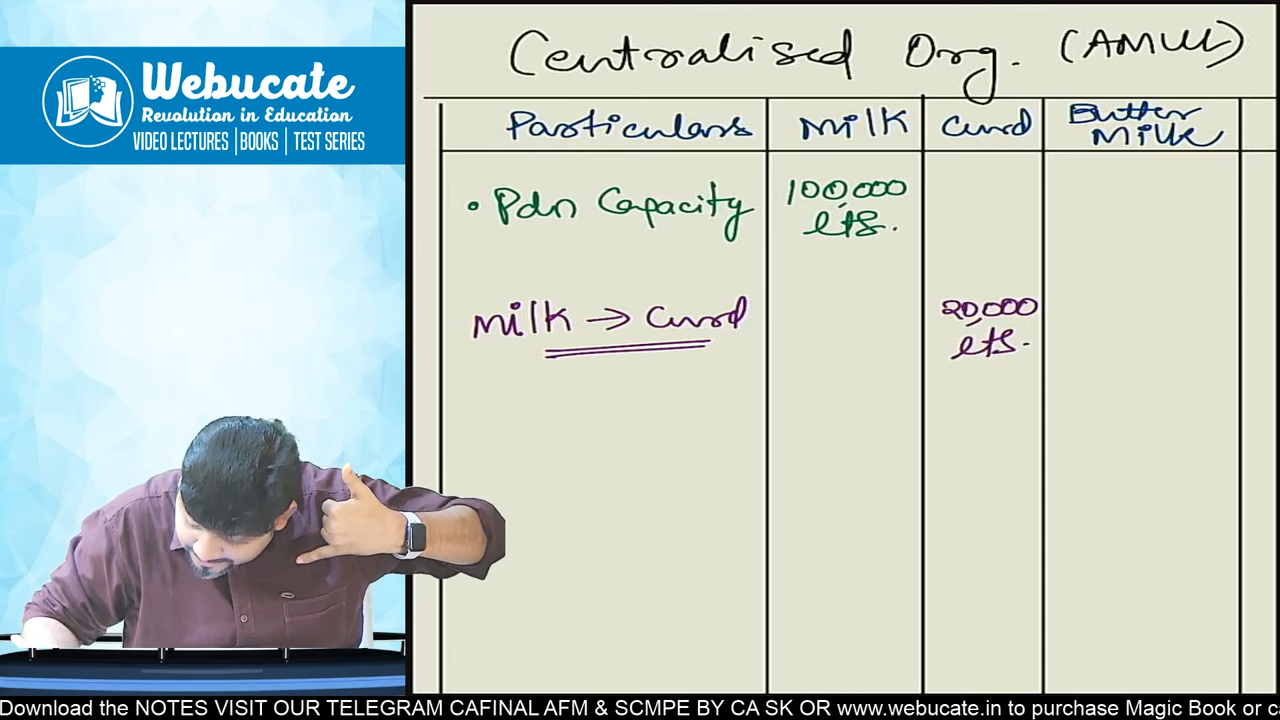 Webucate
Revolution in Education
VIDEO LECTURES | BOOKS | TEST SERIES
Centralised Org. (AMUL)
Particulars Milk Curd Butter Milk
• Pdn Capacity 100,000 lts.
Milk → Curd 20,000 lts.
Download the NOTES VISIT OUR TELEGRAM CAFINAL AFM & SCMPE BY CA SK OR www.webucate.in to purchase Magic Book or c